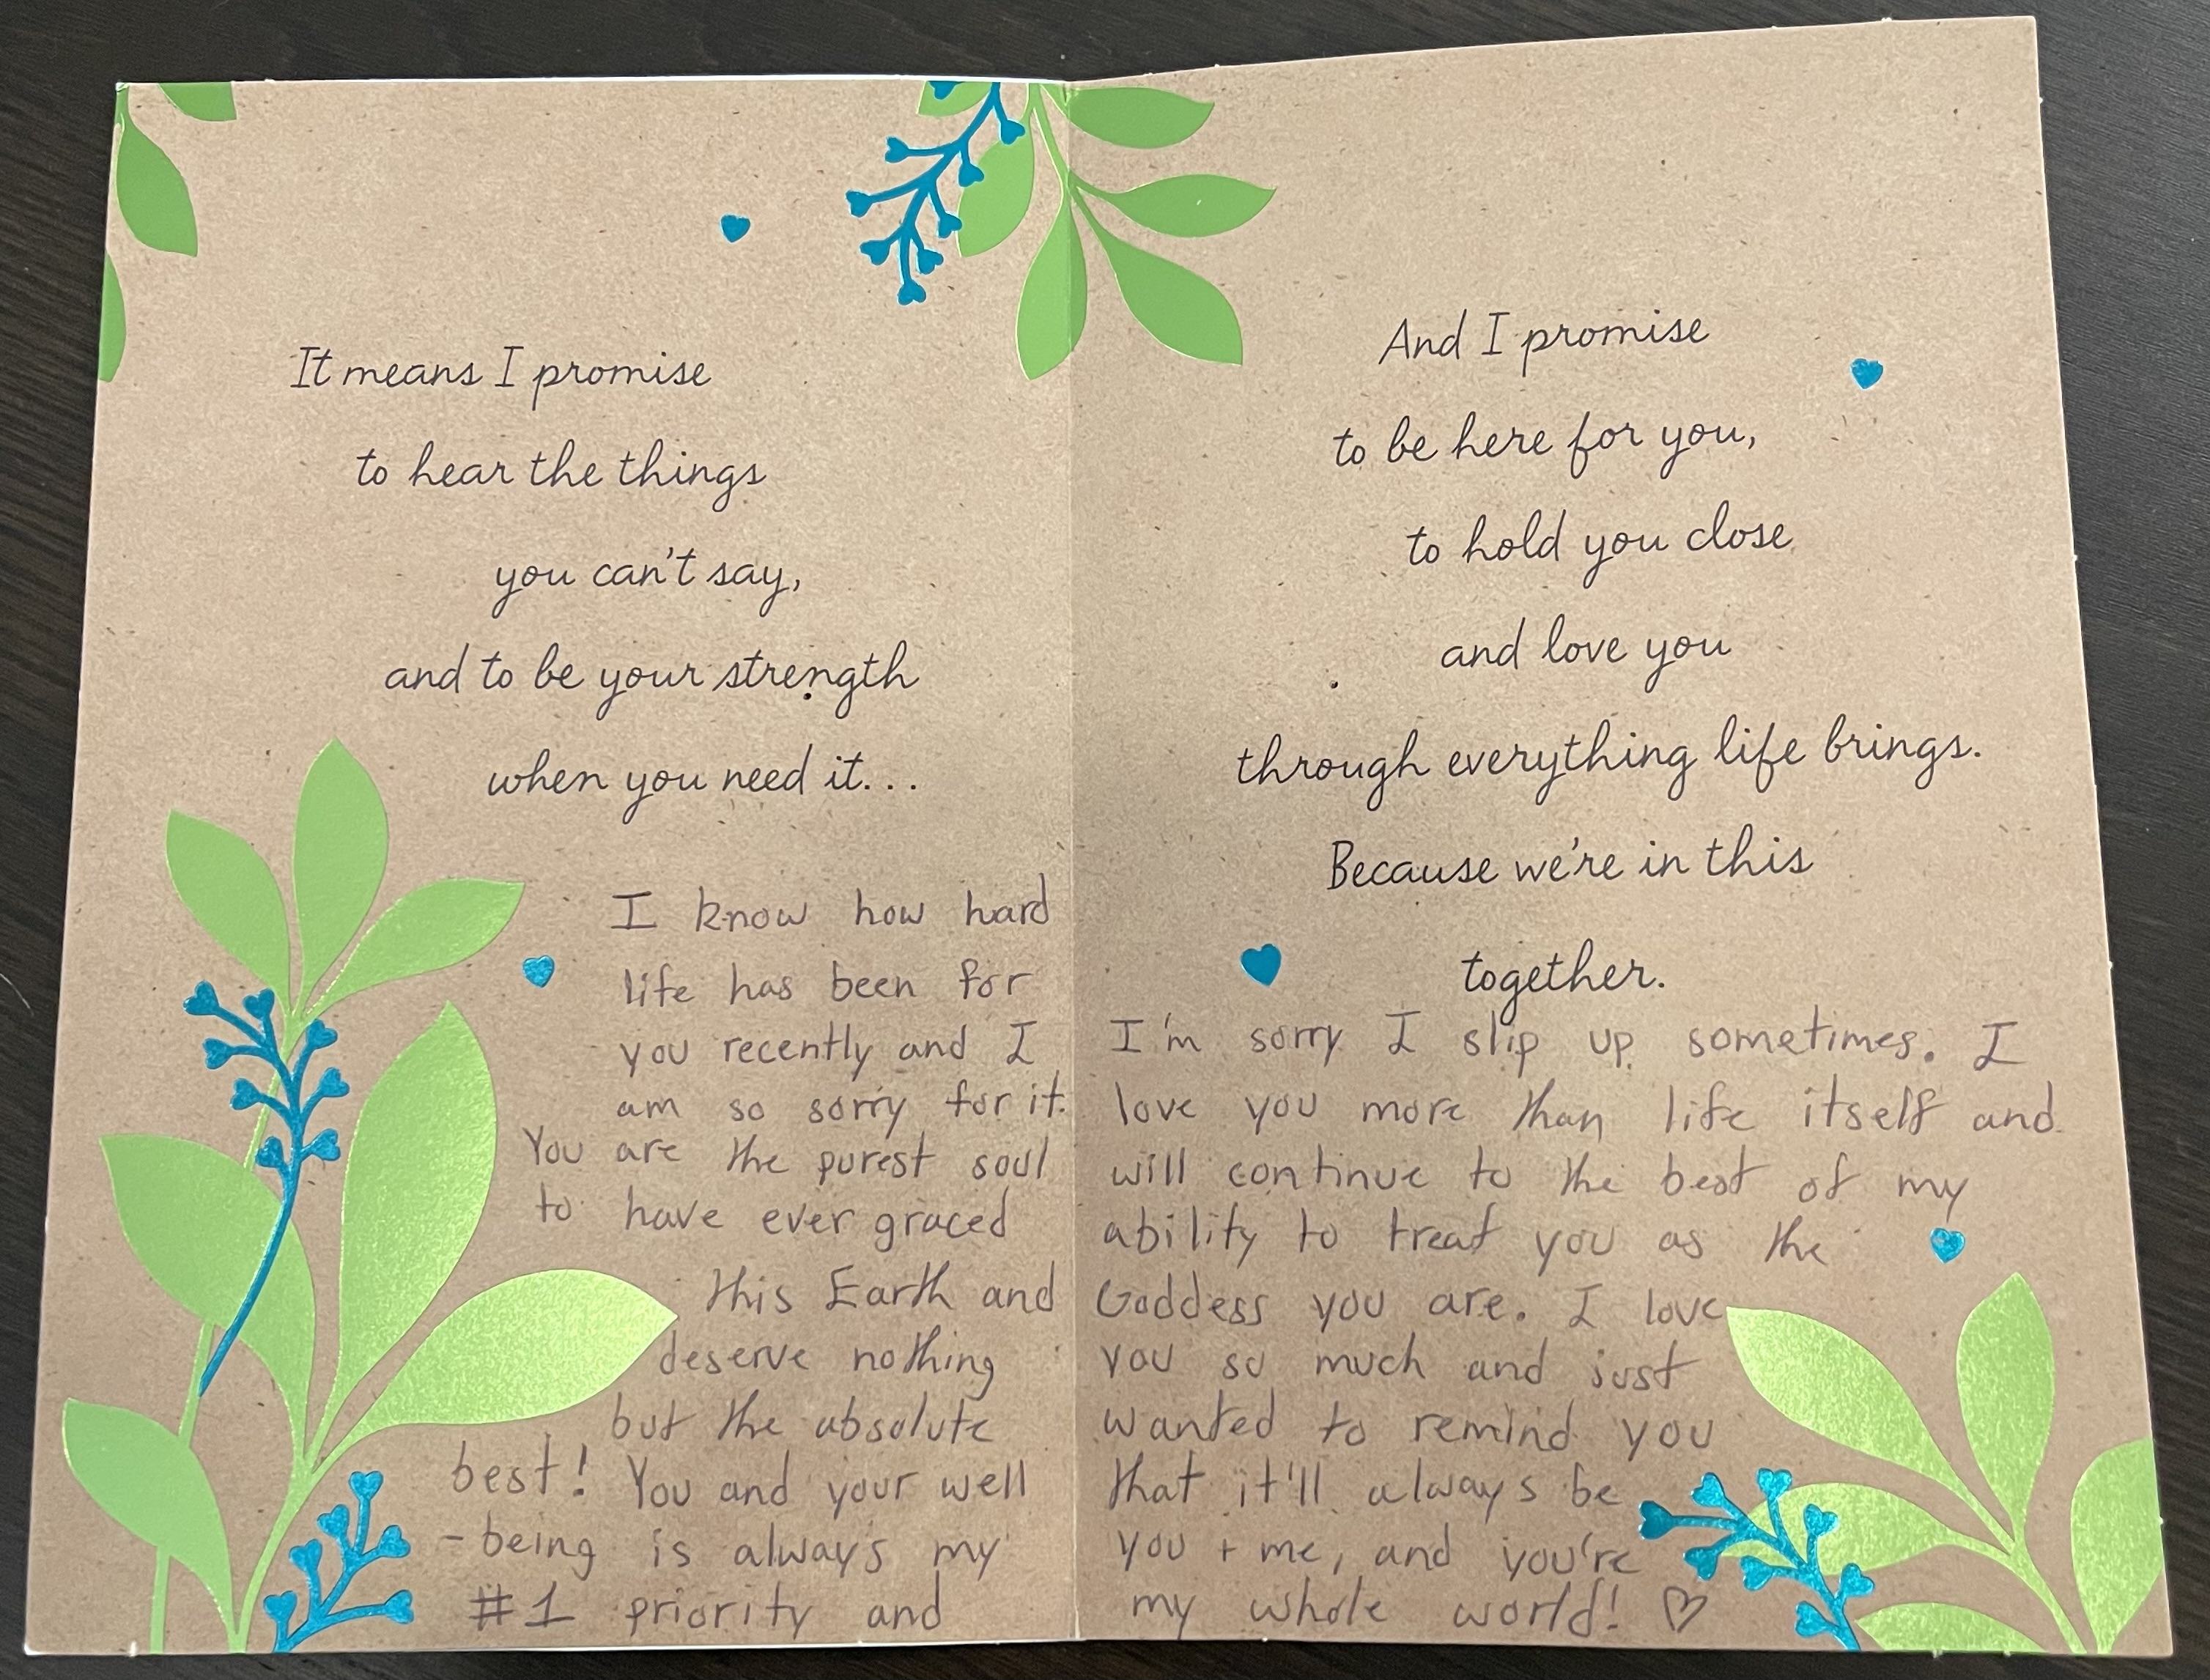 It means I promise
to hear the things
you can't say,
and to be your strength
when you need it...
I know how hard
life has been for
you recently and I
am so sorry for it.
You are the purest soul
to have ever graced
this Earth and
deserve nothing
but the absolute
best! You and your well
-being is always my
#1 priority and
And I promise
to be here for you,
to hold you close
and love you
through everything life brings.
Because we're in this
together.
I'm sorry I slip up sometimes. I
love you more than life itself and
will continue to the best of my
ability to treat you as the
Goddess you are. I love
you so much and just
wanted to remind you
that it'll always be
you + me, and you're
my whole world! ♡